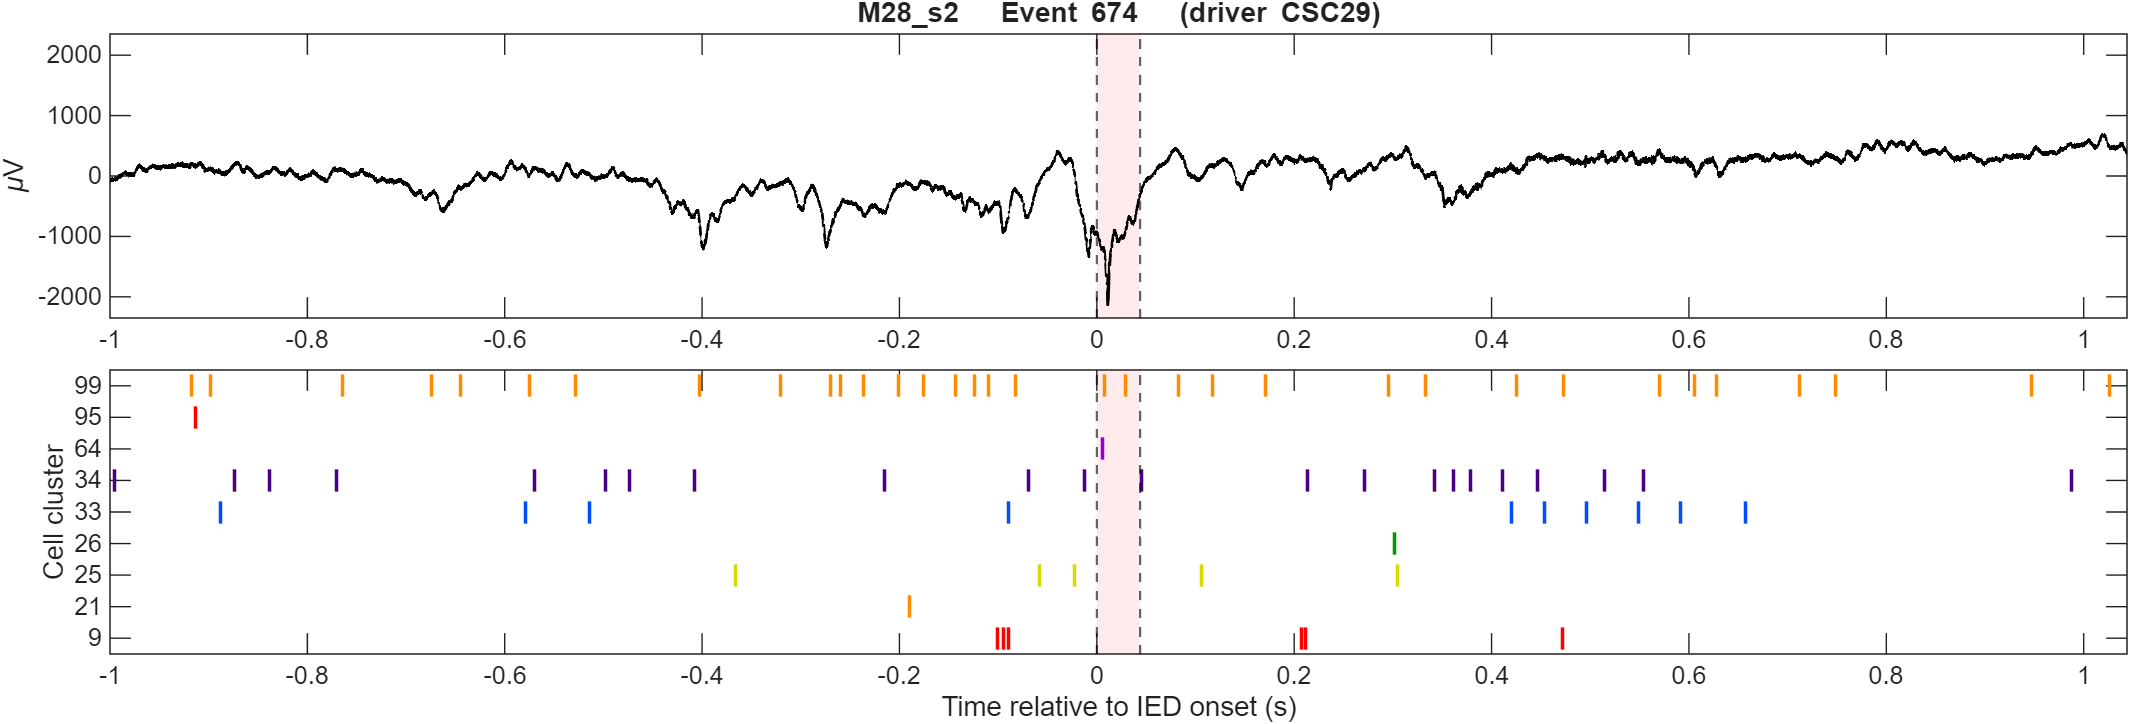 M28_s2 Event 674 (driver CSC29)
2000
1000
0
-1000
-2000
µV
-1 -0.8 -0.6 -0.4 -0.2 0 0.2 0.4 0.6 0.8 1
99
95
64
34
33
26
25
21
9
Cell cluster
-1 -0.8 -0.6 -0.4 -0.2 0 0.2 0.4 0.6 0.8 1
Time relative to IED onset (s)